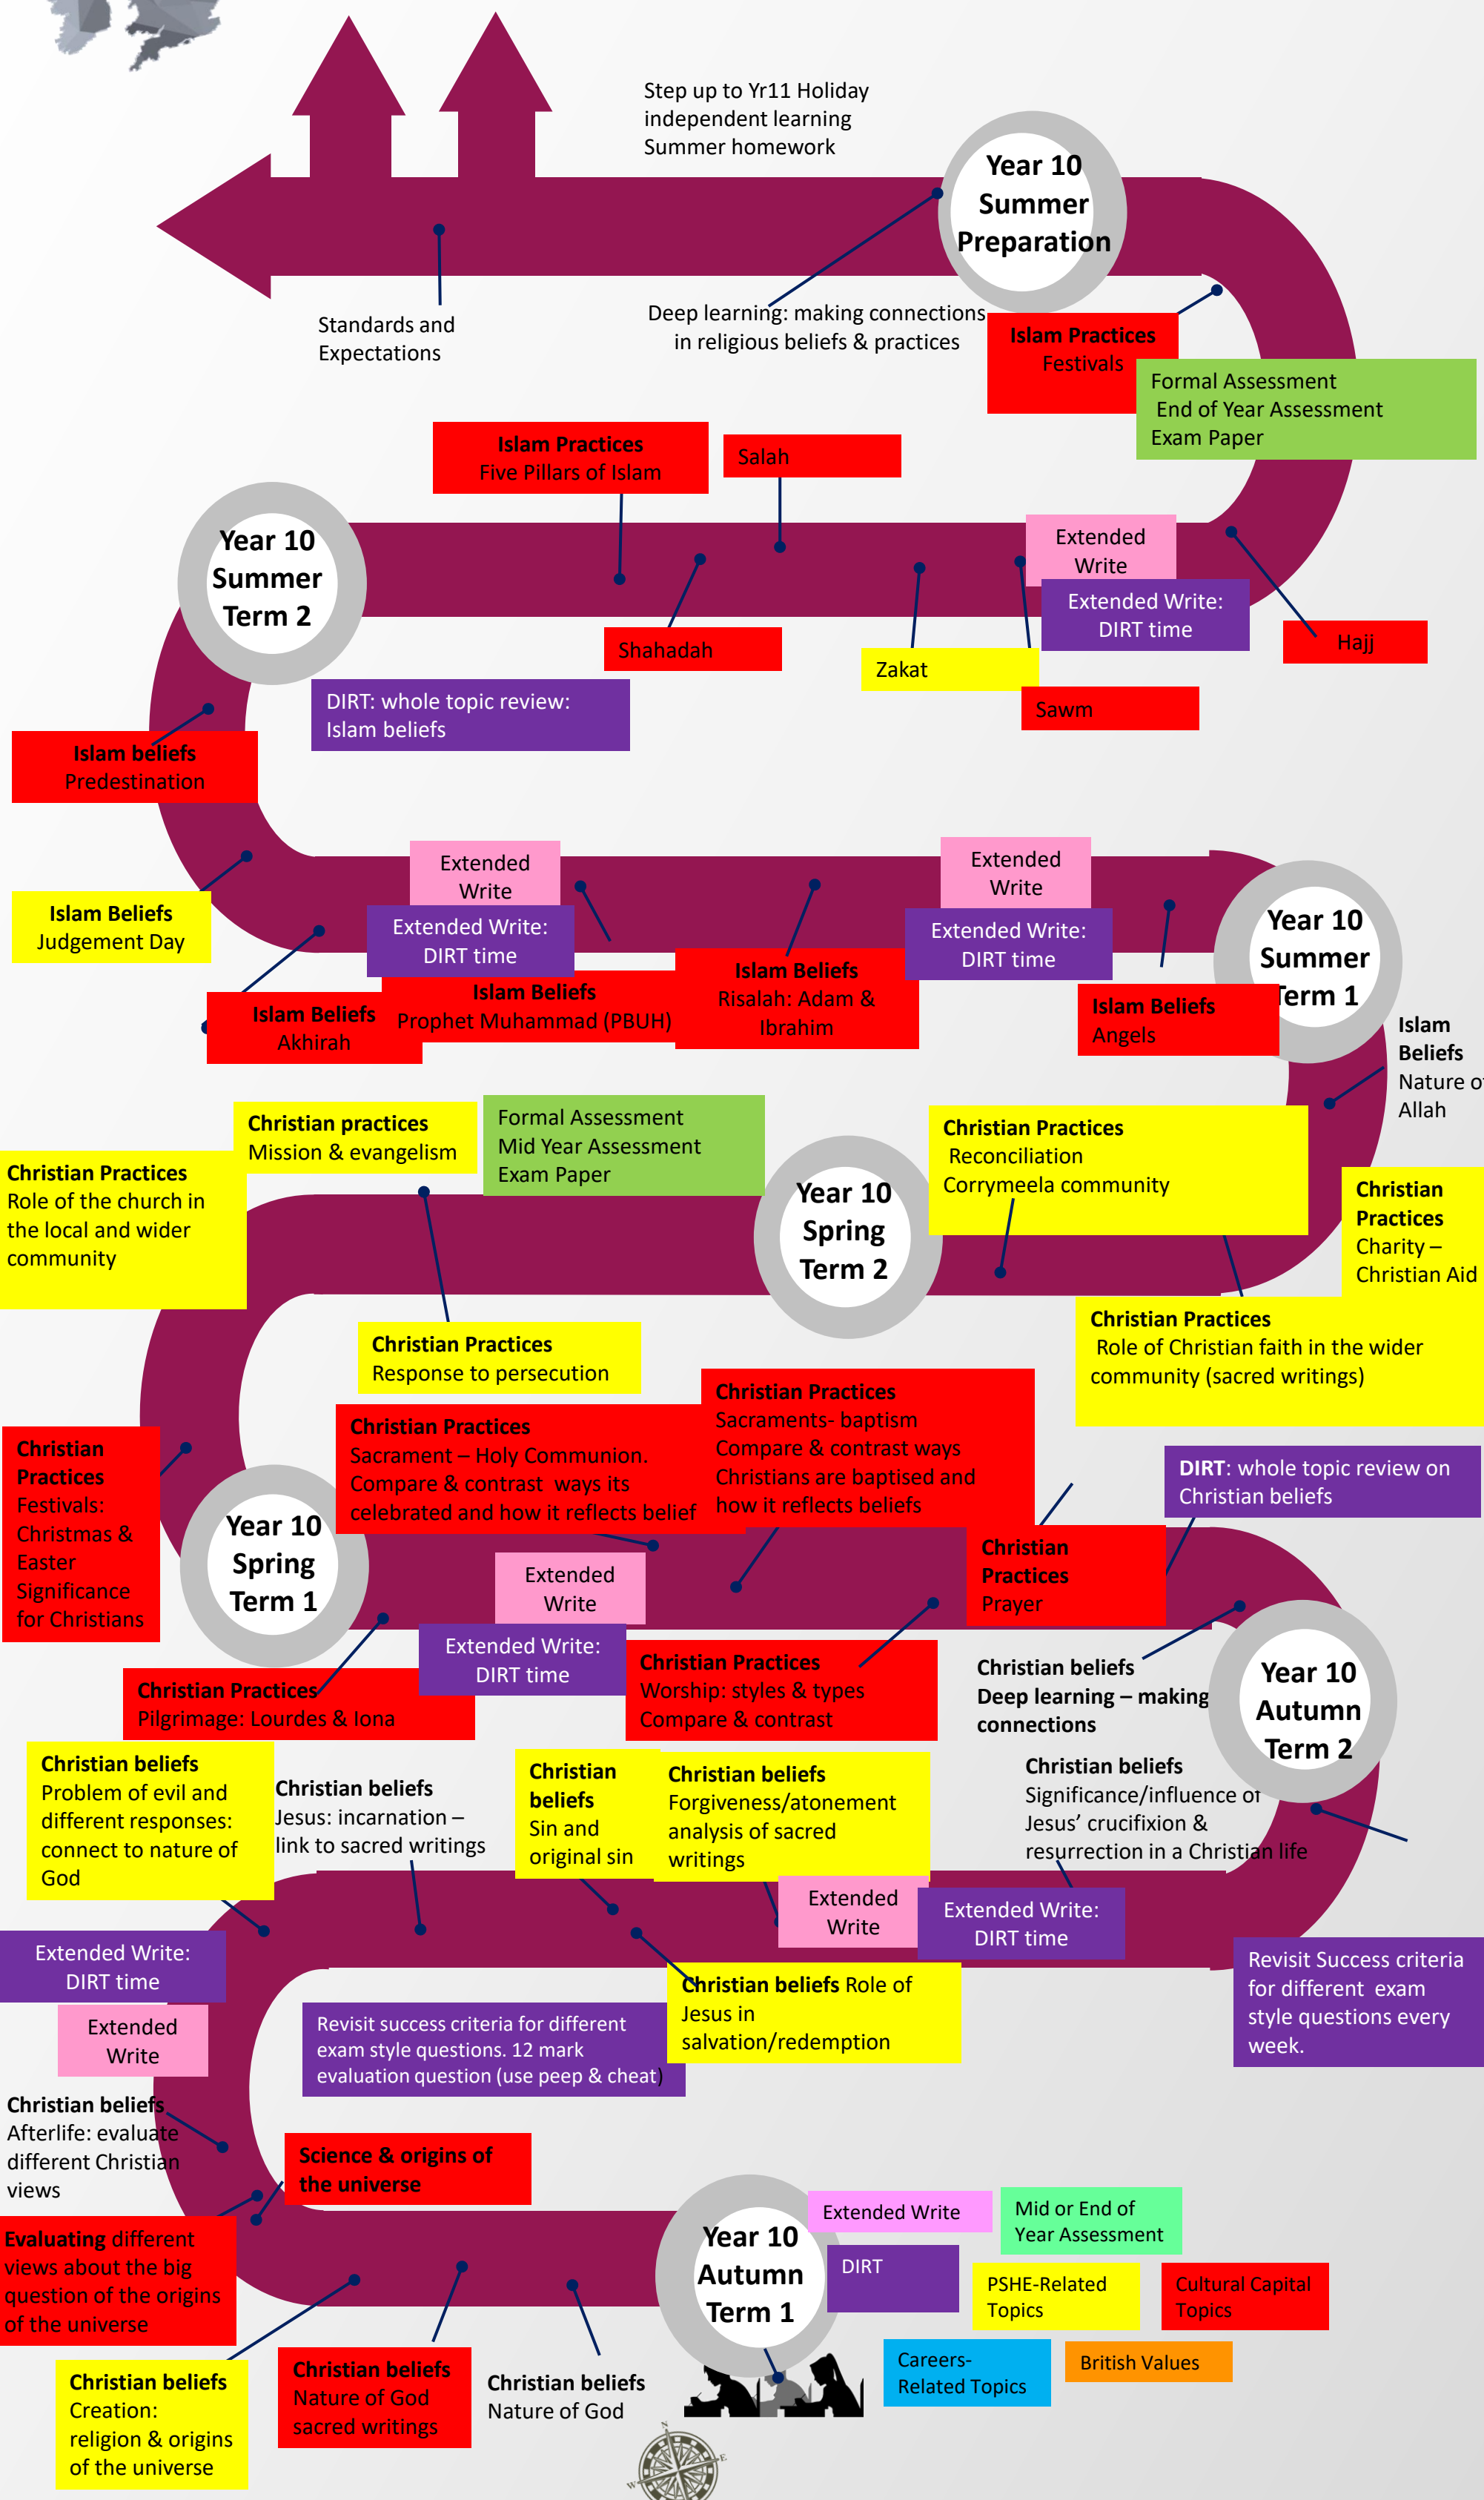 Step up to Yr11 Holiday
independent learning
Summer homework
Year 10
Summer
Preparation
Standards and
Expectations
Deep learning: making connections
in religious beliefs & practices
Islam Practices
Festivals
Formal Assessment
End of Year Assessment
Exam Paper
Islam Practices
Five Pillars of Islam
Salah
Year 10
Summer
Term 2
Extended
Write
Extended Write:
DIRT time
Shahadah
Zakat
Hajj
Sawm
DIRT: whole topic review:
Islam beliefs
Islam beliefs
Predestination
Extended
Write
Extended Write:
DIRT time
Extended
Write
Extended Write:
DIRT time
Islam Beliefs
Judgement Day
Year 10
Summer
Term 1
Islam Beliefs
Akhirah
Islam Beliefs
Prophet Muhammad (PBUH)
Islam Beliefs
Risalah: Adam &
Ibrahim
Islam Beliefs
Angels
Islam
Beliefs
Nature of
Allah
Christian practices
Mission & evangelism
Formal Assessment
Mid Year Assessment
Exam Paper
Christian Practices
Reconciliation
Corrymeela community
Christian Practices
Role of the church in
the local and wider
community
Year 10
Spring
Term 2
Christian
Practices
Charity –
Christian Aid
Christian Practices
Response to persecution
Christian Practices
Role of Christian faith in the wider
community (sacred writings)
Christian Practices
Sacrament – Holy Communion.
Compare & contrast ways its
celebrated and how it reflects belief
Christian Practices
Sacraments- baptism
Compare & contrast ways
Christians are baptised and
how it reflects beliefs
Christian
Practices
Festivals:
Christmas &
Easter
Significance
for Christians
DIRT: whole topic review on
Christian beliefs
Year 10
Spring
Term 1
Extended
Write
Extended Write:
DIRT time
Christian
Practices
Prayer
Christian Practices
Pilgrimage: Lourdes & Iona
Christian Practices
Worship: styles & types
Compare & contrast
Christian beliefs
Deep learning – making
connections
Year 10
Autumn
Term 2
Christian beliefs
Problem of evil and
different responses:
connect to nature of
God
Christian beliefs
Jesus: incarnation –
link to sacred writings
Christian
beliefs
Sin and
original sin
Christian beliefs
Forgiveness/atonement
analysis of sacred
writings
Christian beliefs
Significance/influence of
Jesus’ crucifixion &
resurrection in a Christian life
Extended
Write
Extended Write:
DIRT time
Extended Write:
DIRT time
Extended
Write
Revisit success criteria for different
exam style questions. 12 mark
evaluation question (use peep & cheat)
Christian beliefs Role of
Jesus in
salvation/redemption
Revisit Success criteria
for different exam
style questions every
week.
Christian beliefs
Afterlife: evaluate
different Christian
views
Science & origins of
the universe
Evaluating different
views about the big
question of the origins
of the universe
Year 10
Autumn
Term 1
Christian beliefs
Creation:
religion & origins
of the universe
Christian beliefs
Nature of God
sacred writings
Christian beliefs
Nature of God
Extended Write
Mid or End of
Year Assessment
DIRT
PSHE-Related
Topics
Cultural Capital
Topics
Careers-
Related Topics
British Values
N
E
W